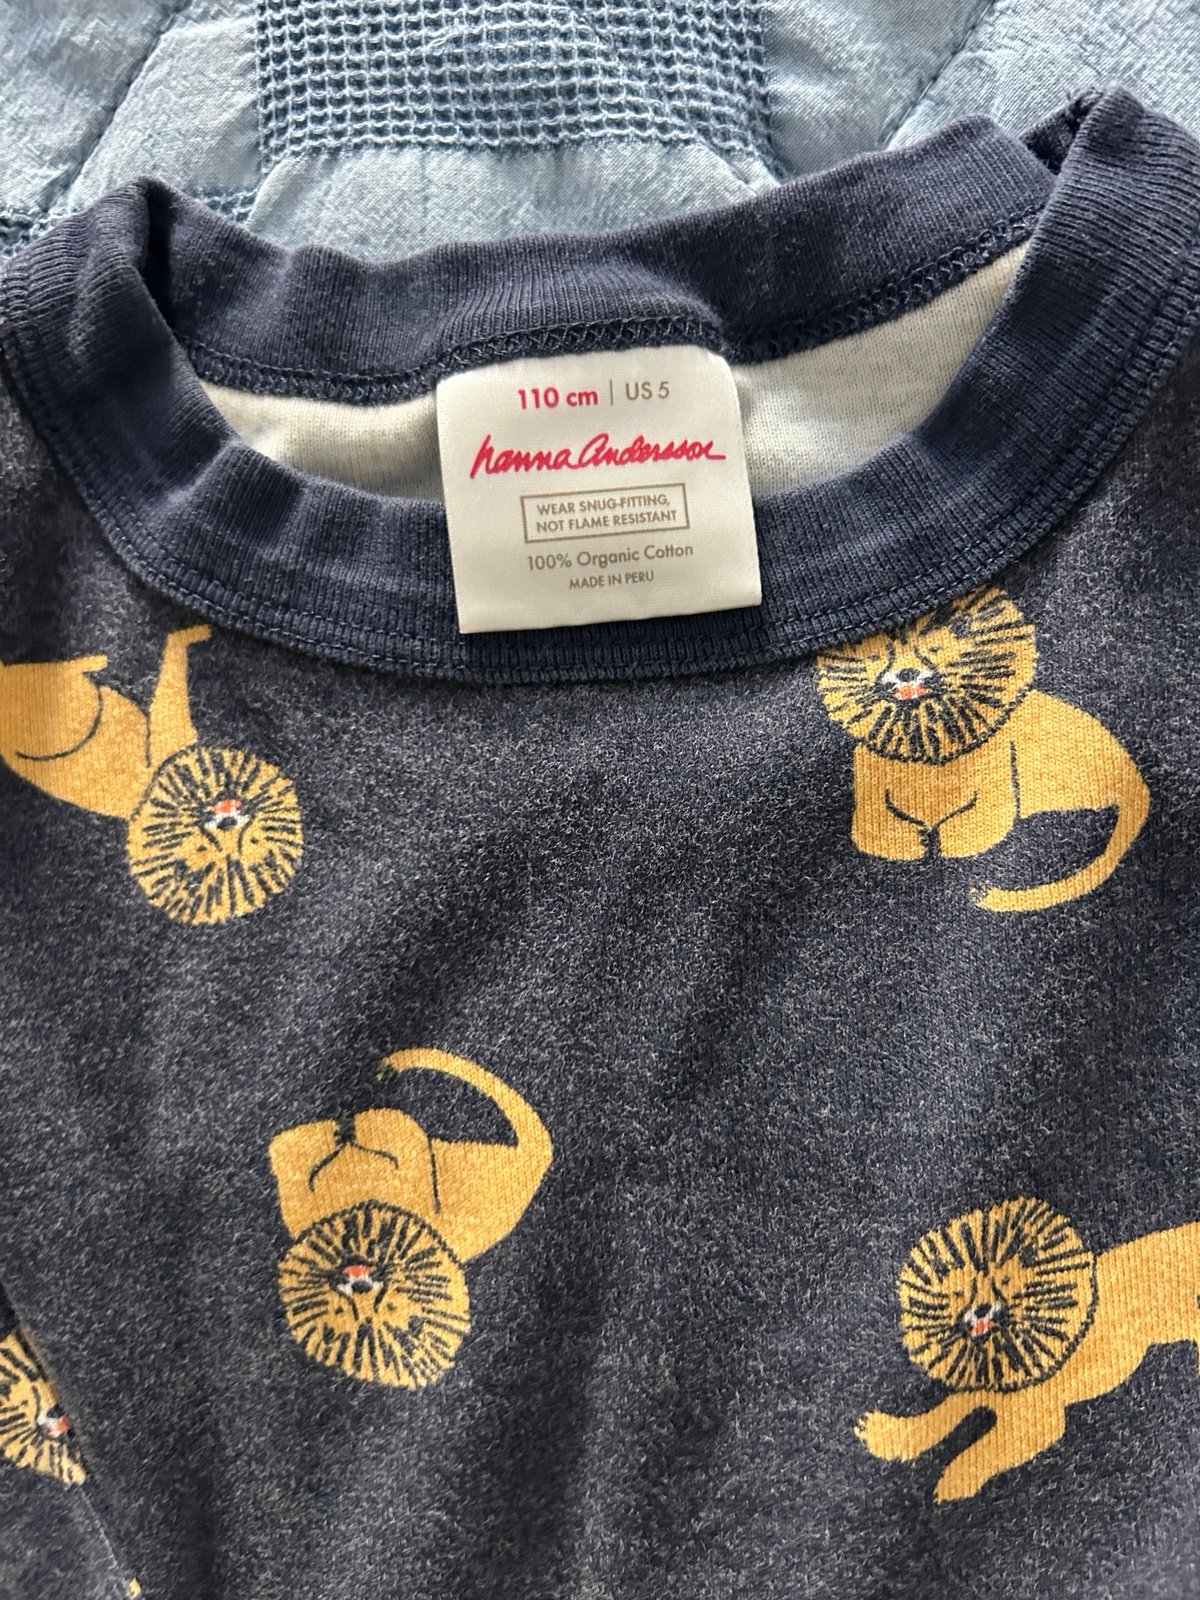 110 cm | US 5
hanna Andersson
WEAR SNUG-FITTING,
NOT FLAME RESISTANT
100% Organic Cotton
MADE IN PERU